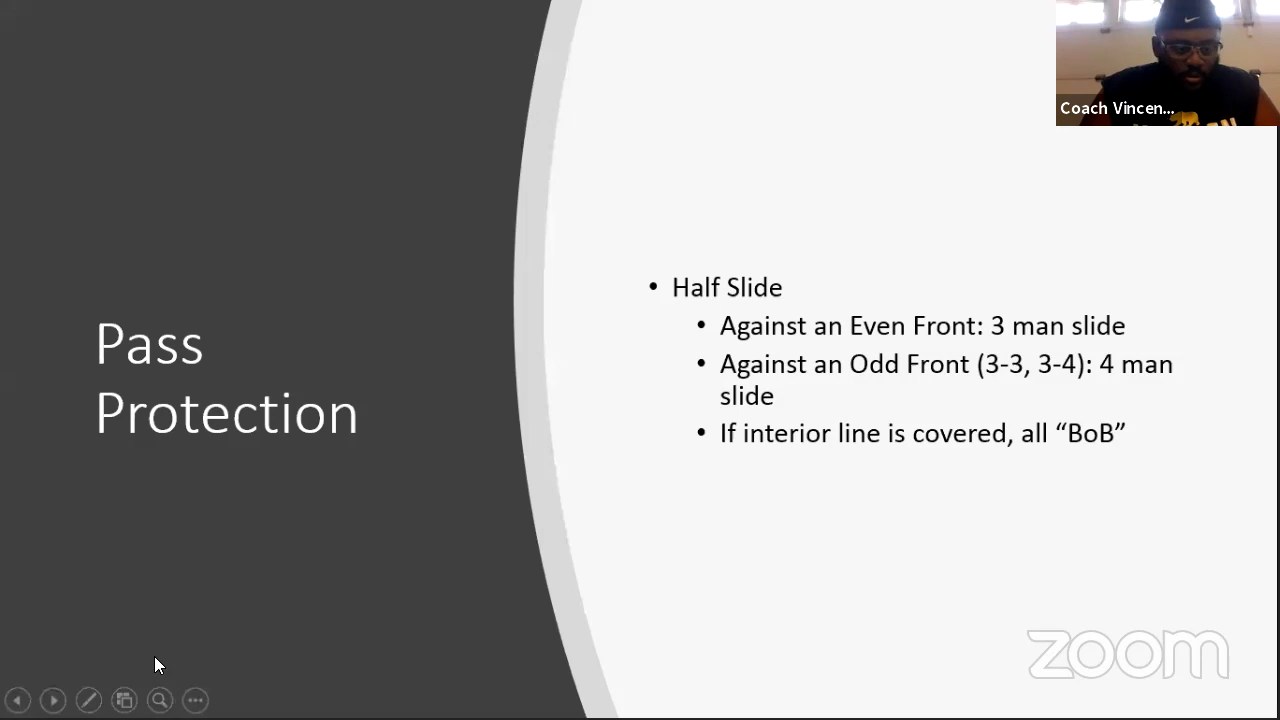 Coach Vincen...
Pass
Protection
• Half Slide
• Against an Even Front: 3 man slide
• Against an Odd Front (3-3, 3-4): 4 man
slide
• If interior line is covered, all “BoB”
zoom